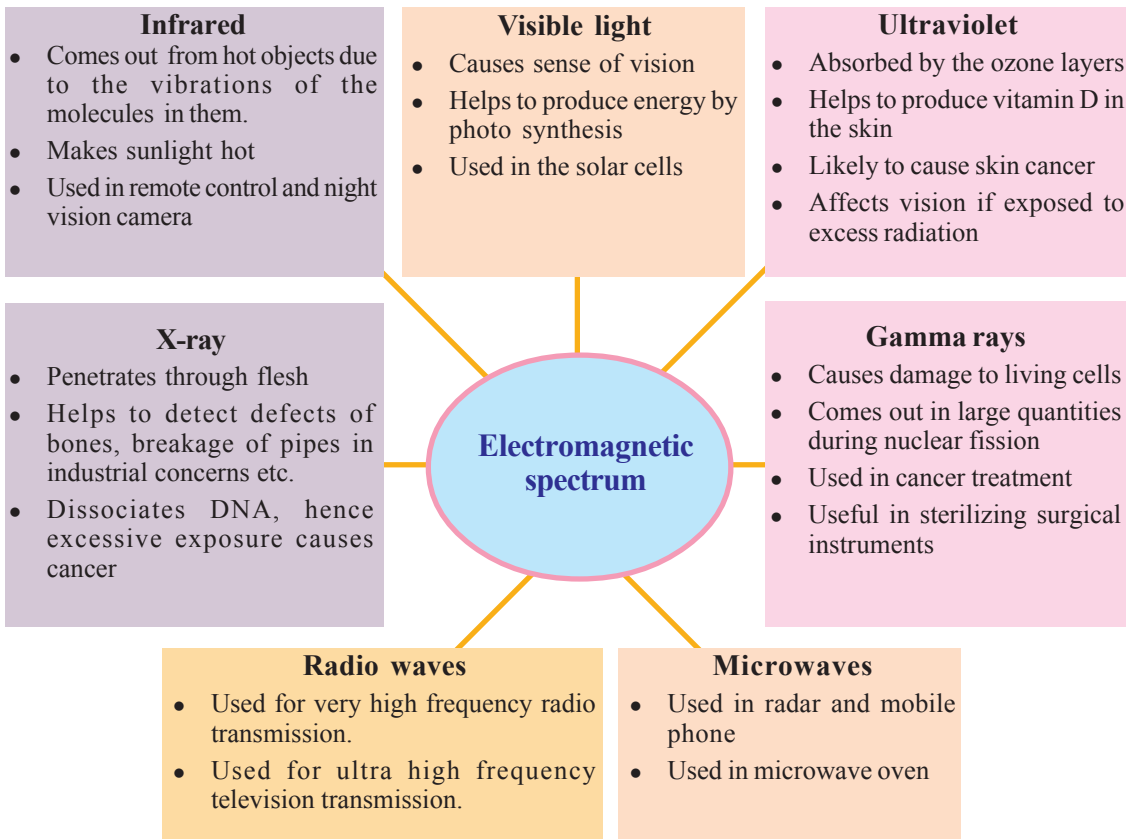 Infrared
● Comes out from hot objects due
to the vibrations of the
molecules in them.
● Makes sunlight hot
● Used in remote control and night
vision camera
Visible light
● Causes sense of vision
● Helps to produce energy by
photo synthesis
● Used in the solar cells
Ultraviolet
● Absorbed by the ozone layers
● Helps to produce vitamin D in
the skin
● Likely to cause skin cancer
● Affects vision if exposed to
excess radiation
X-ray
● Penetrates through flesh
● Helps to detect defects of
bones, breakage of pipes in
industrial concerns etc.
● Dissociates DNA, hence
excessive exposure causes
cancer
Electromagnetic
spectrum
Gamma rays
● Causes damage to living cells
● Comes out in large quantities
during nuclear fission
● Used in cancer treatment
● Useful in sterilizing surgical
instruments
Radio waves
● Used for very high frequency radio
transmission.
● Used for ultra high frequency
television transmission.
Microwaves
● Used in radar and mobile
phone
● Used in microwave oven